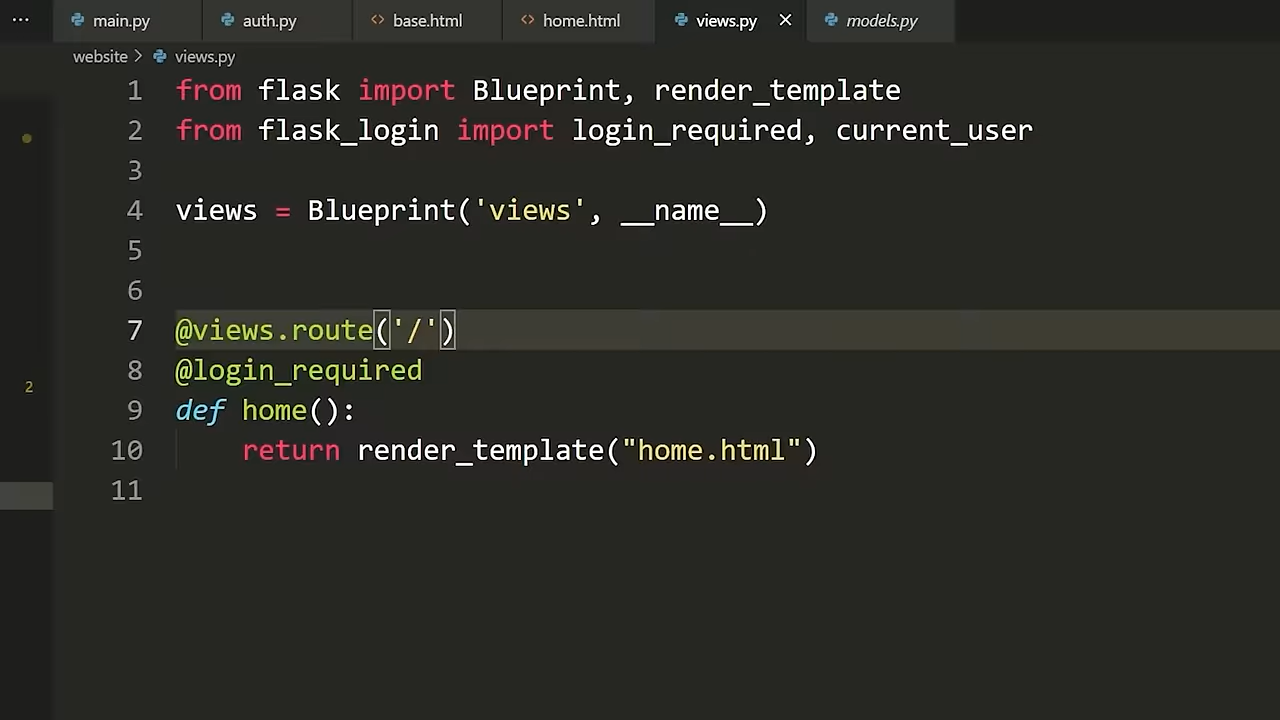 ··· main.py auth.py <> base.html <> home.html views.py × models.py
website > views.py
1 from flask import Blueprint, render_template
2 from flask_login import login_required, current_user
3
4 views = Blueprint('views', __name__)
5
6
7 @views.route('/')
8 @login_required
2
9 def home():
10 return render_template("home.html")
11